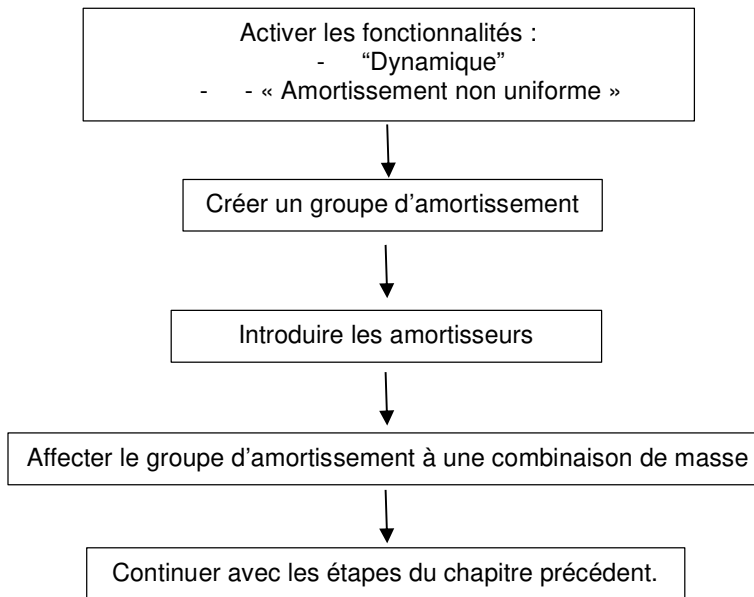 Activer les fonctionnalités :
- “Dynamique”
- - « Amortissement non uniforme »
Créer un groupe d’amortissement
Introduire les amortisseurs
Affecter le groupe d’amortissement à une combinaison de masse
Continuer avec les étapes du chapitre précédent.